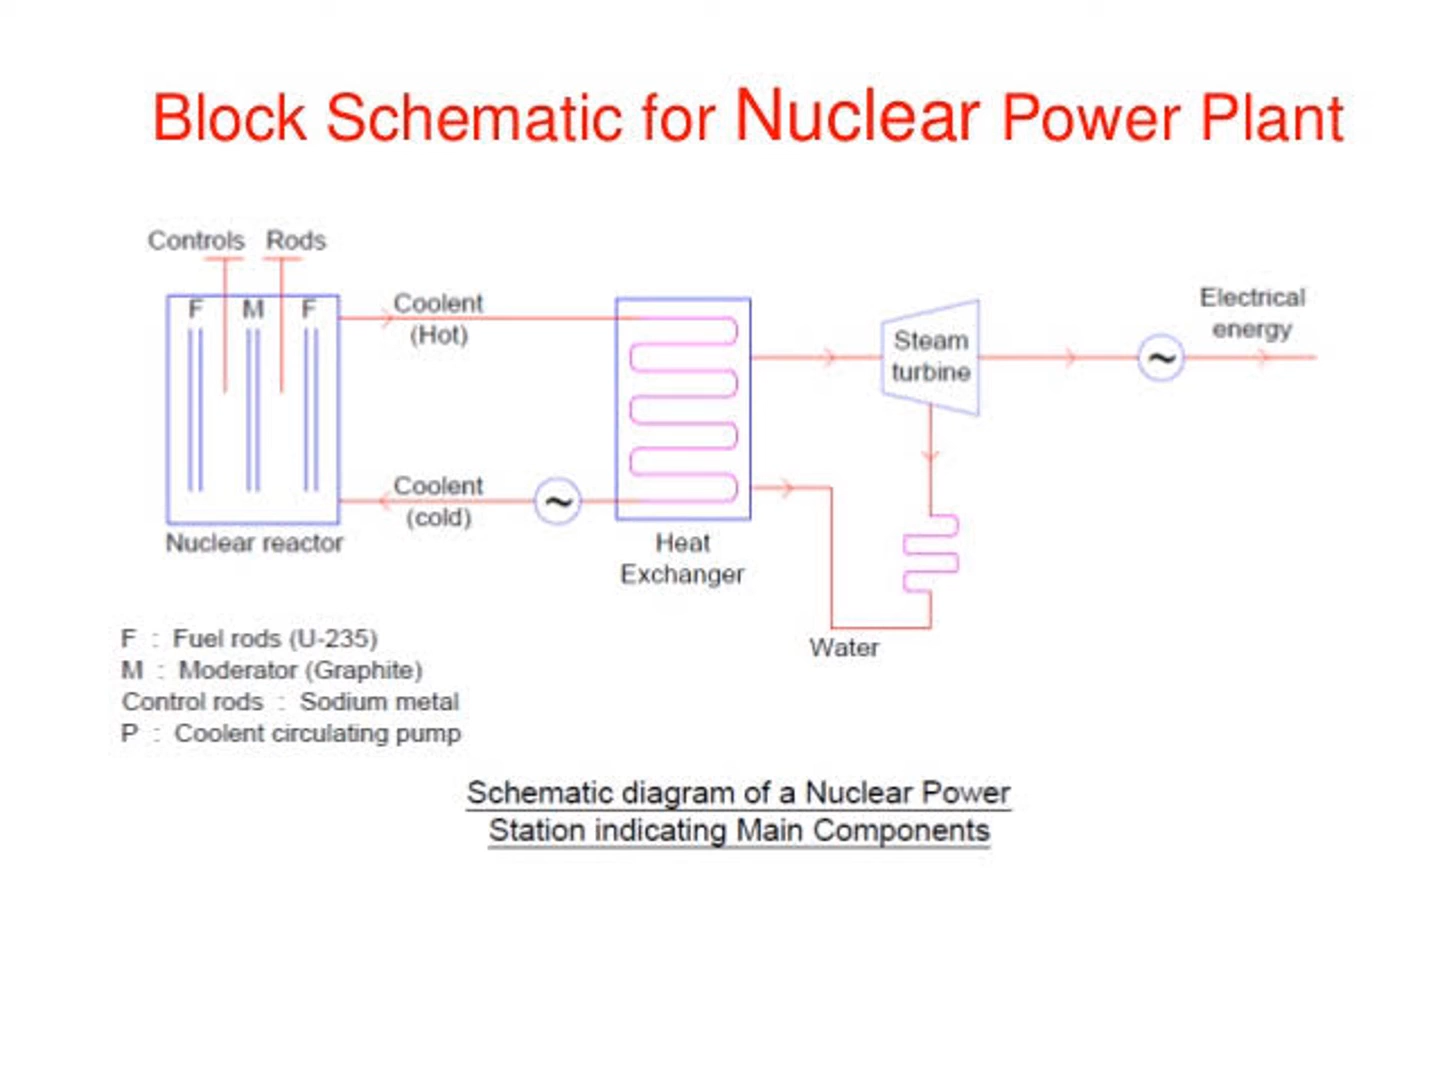 Block Schematic for Nuclear Power Plant
Controls Rods
F M F
Coolent
(Hot)
Coolent
(cold)
~
Nuclear reactor
Heat
Exchanger
Steam
turbine
~
Electrical
energy
Water
F : Fuel rods (U-235)
M : Moderator (Graphite)
Control rods : Sodium metal
P : Coolent circulating pump
Schematic diagram of a Nuclear Power
Station indicating Main Components